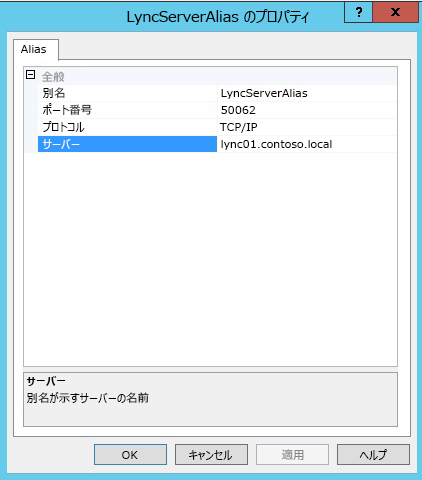 LyncServerAlias のプロパティ
?
x
Alias
全般
別名 LyncServerAlias
ポート番号 50062
プロトコル TCP/IP
サーバー lync01.contoso.local
サーバー
別名が示すサーバーの名前
OK キャンセル 適用 ヘルプ